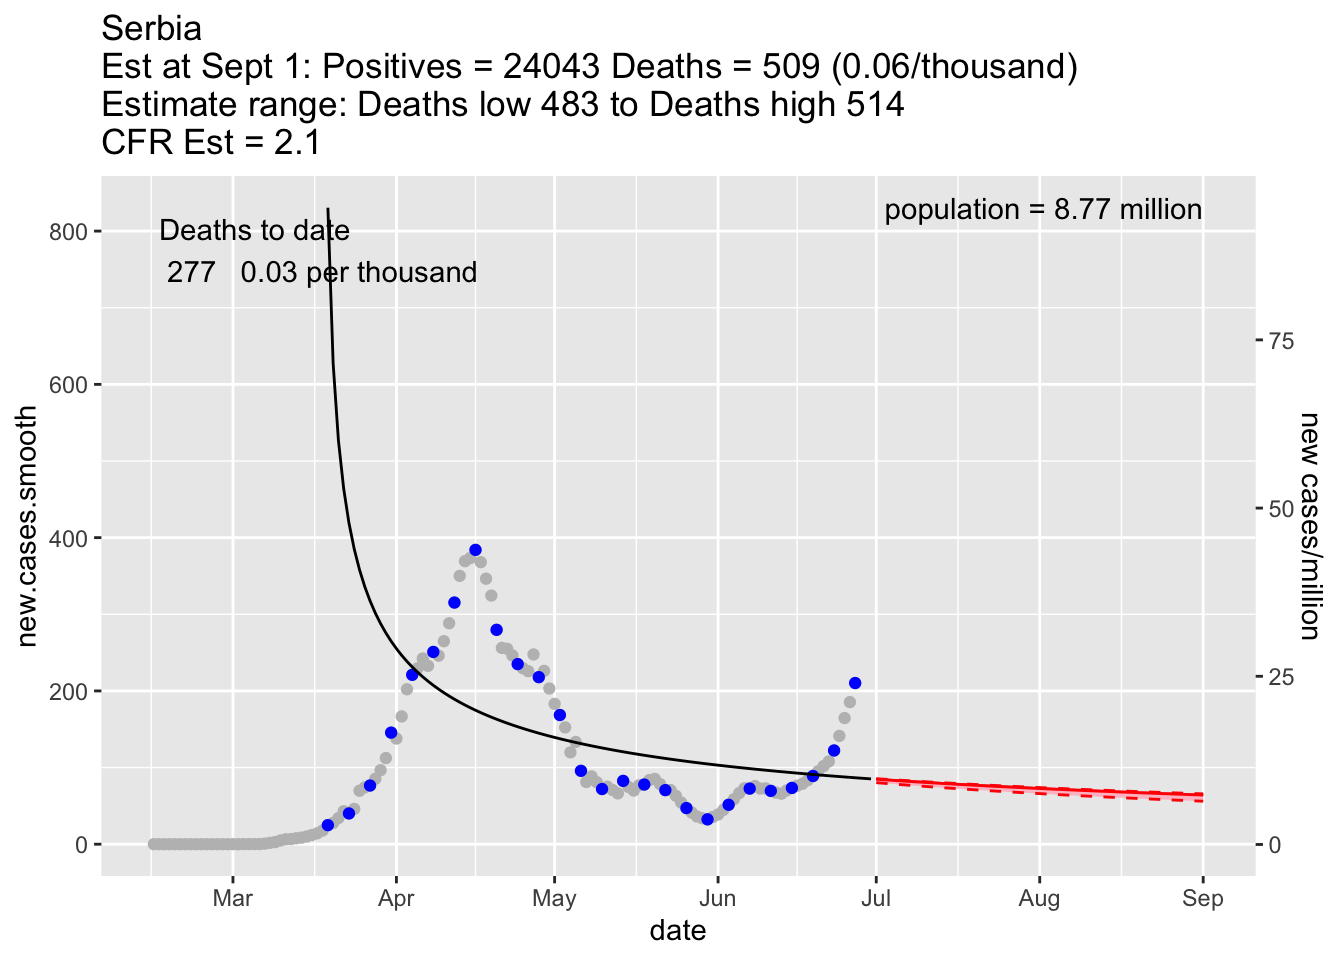 Serbia
Est at Sept 1: Positives = 24043 Deaths = 509 (0.06/thousand)
Estimate range: Deaths low 483 to Deaths high 514
CFR Est = 2.1
population = 8.77 million
Deaths to date
277 0.03 per thousand
800
600
400
200
0
new.cases.smooth
75
50
25
0
new cases/million
Mar Apr May Jun Jul Aug Sep
date